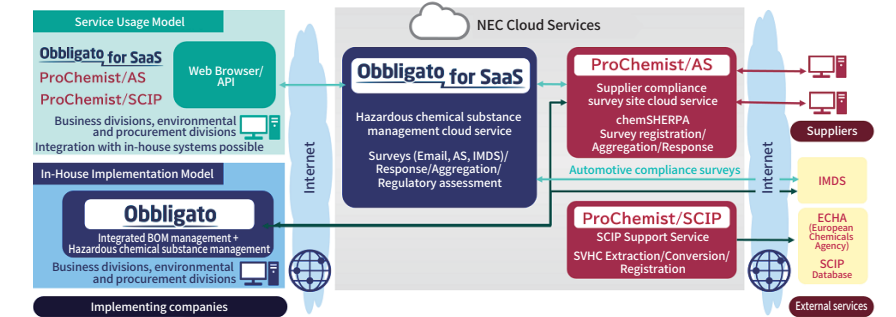 Service Usage Model
Obbligato for SaaS
ProChemist/AS
ProChemist/SCIP
Web Browser/
API
Business divisions, environmental
and procurement divisions
Integration with in-house systems possible
In-House Implementation Model
Obbligato
Integrated BOM management +
Hazardous chemical substance management
Business divisions, environmental
and procurement divisions
Implementing companies
Internet
NEC Cloud Services
Obbligato for SaaS
Hazardous chemical substance
management cloud service
Surveys (Email, AS, IMDS)/
Response/Aggregation/
Regulatory assessment
ProChemist/AS
Supplier compliance
survey site cloud service
chemSHERPA
Survey registration/
Aggregation/Response
Automotive compliance surveys
ProChemist/SCIP
SCIP Support Service
SVHC Extraction/Conversion/
Registration
Internet
Suppliers
IMDS
ECHA
(European
Chemicals
Agency)
SCIP
Database
External services